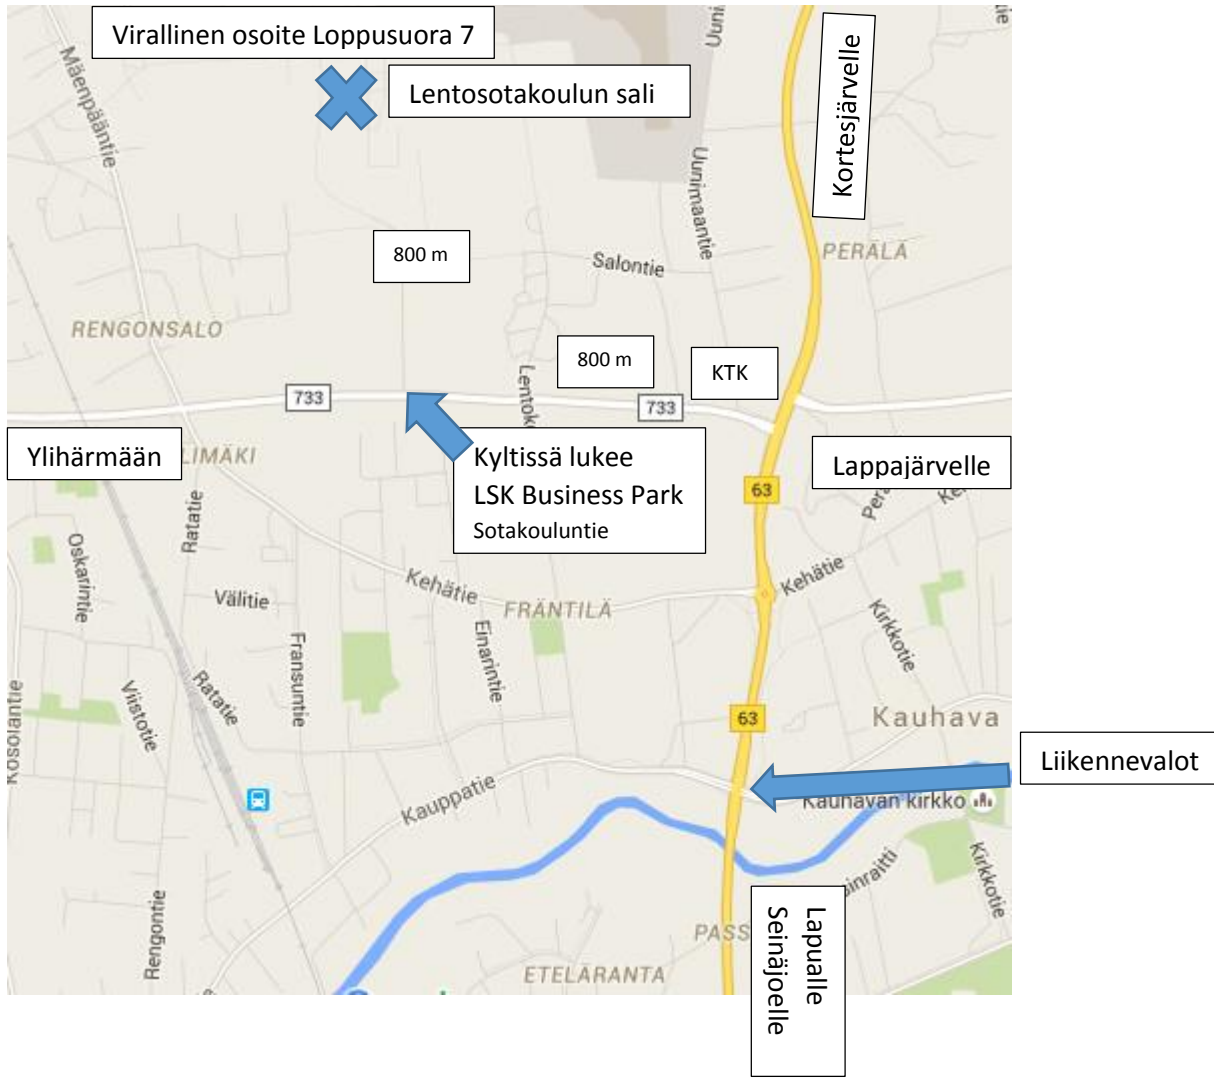 Virallinen osoite Loppusuora 7
Lentosotakoulun sali
Mäenpääntie
Kortesjärvelle
Uunimaantie
PERÄLÄ
800 m
Salontie
RENGONSALO
800 m
KTK
733
733
Ylihärmään
Kyltissä lukee
LSK Business Park
Sotakouluntie
Lappajärvelle
63
Ratatie
Oskarintie
Välitie
Kehätie
FRÄNTILÄ
Kehätie
Kirkkotie
Einarintie
Fransuntie
Ratatie
Viistotie
Kosolantie
63
Kauhava
Liikennevalot
Kauppatie
Kauhavan kirkko
Kirkkotie
Rengontie
ETELÄRANTA
Lapualle
Seinäjoelle